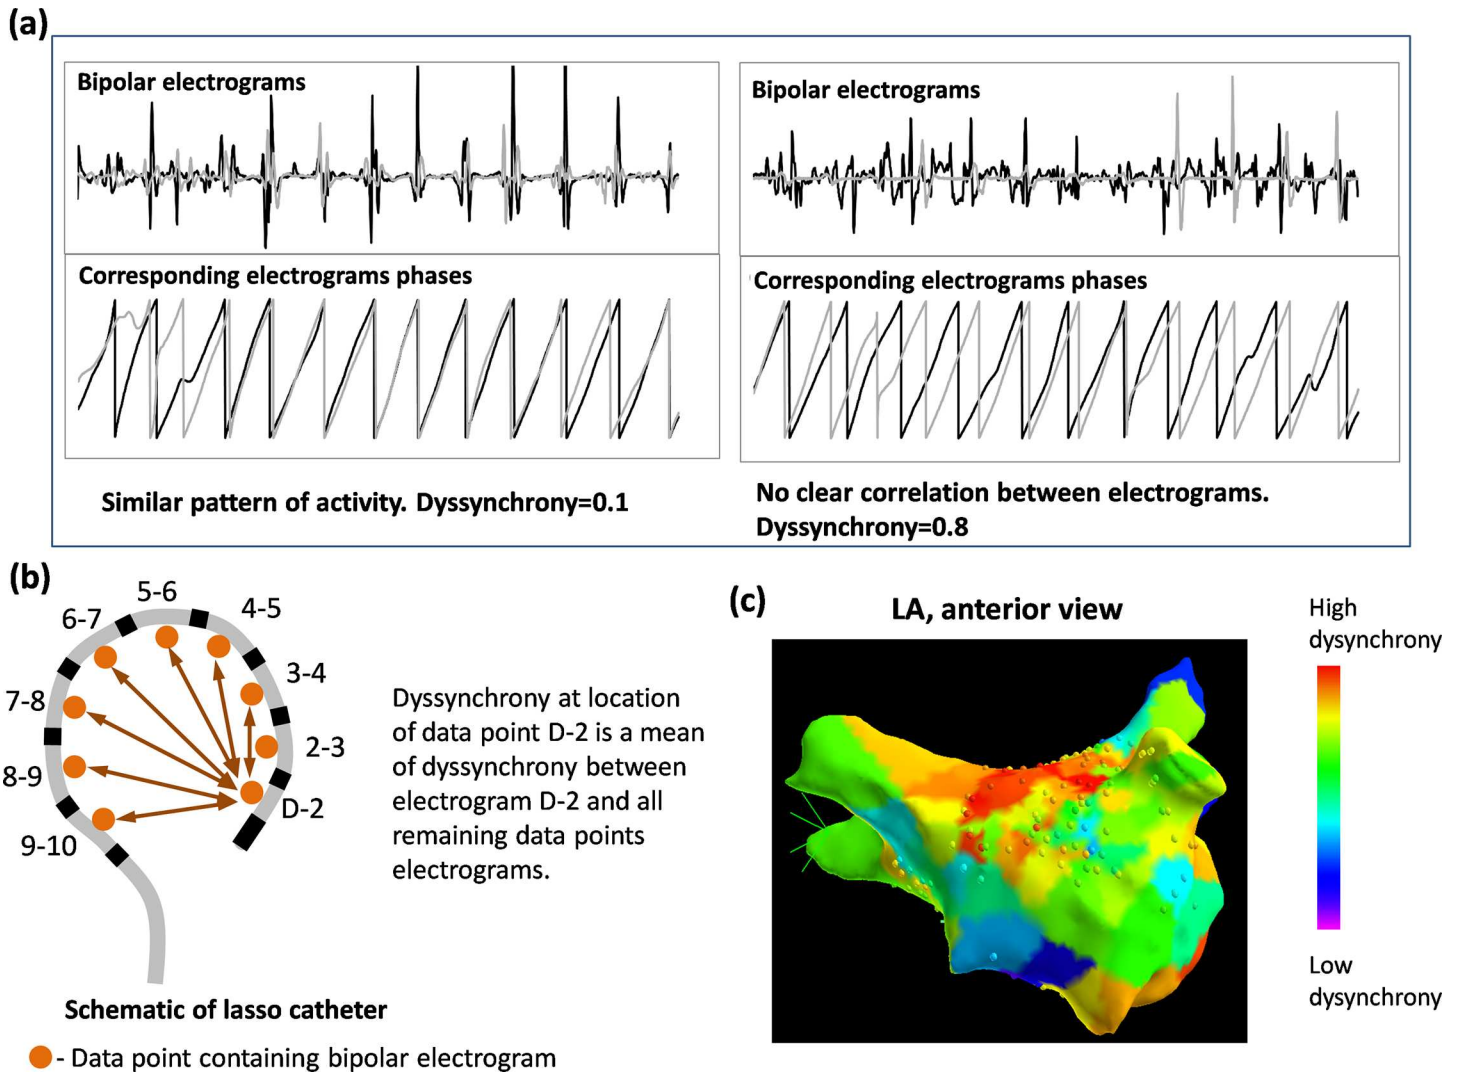 (a)
Bipolar electrograms
Corresponding electrograms phases
Similar pattern of activity. Dyssynchrony=0.1
Bipolar electrograms
Corresponding electrograms phases
No clear correlation between electrograms.
Dyssynchrony=0.8
(b)
5-6
4-5
6-7
3-4
7-8
2-3
8-9
D-2
9-10
Dyssynchrony at location
of data point D-2 is a mean
of dyssynchrony between
electrogram D-2 and all
remaining data points
electrograms.
Schematic of lasso catheter
- Data point containing bipolar electrogram
(c)
LA, anterior view
High
dysynchrony
Low
dysynchrony